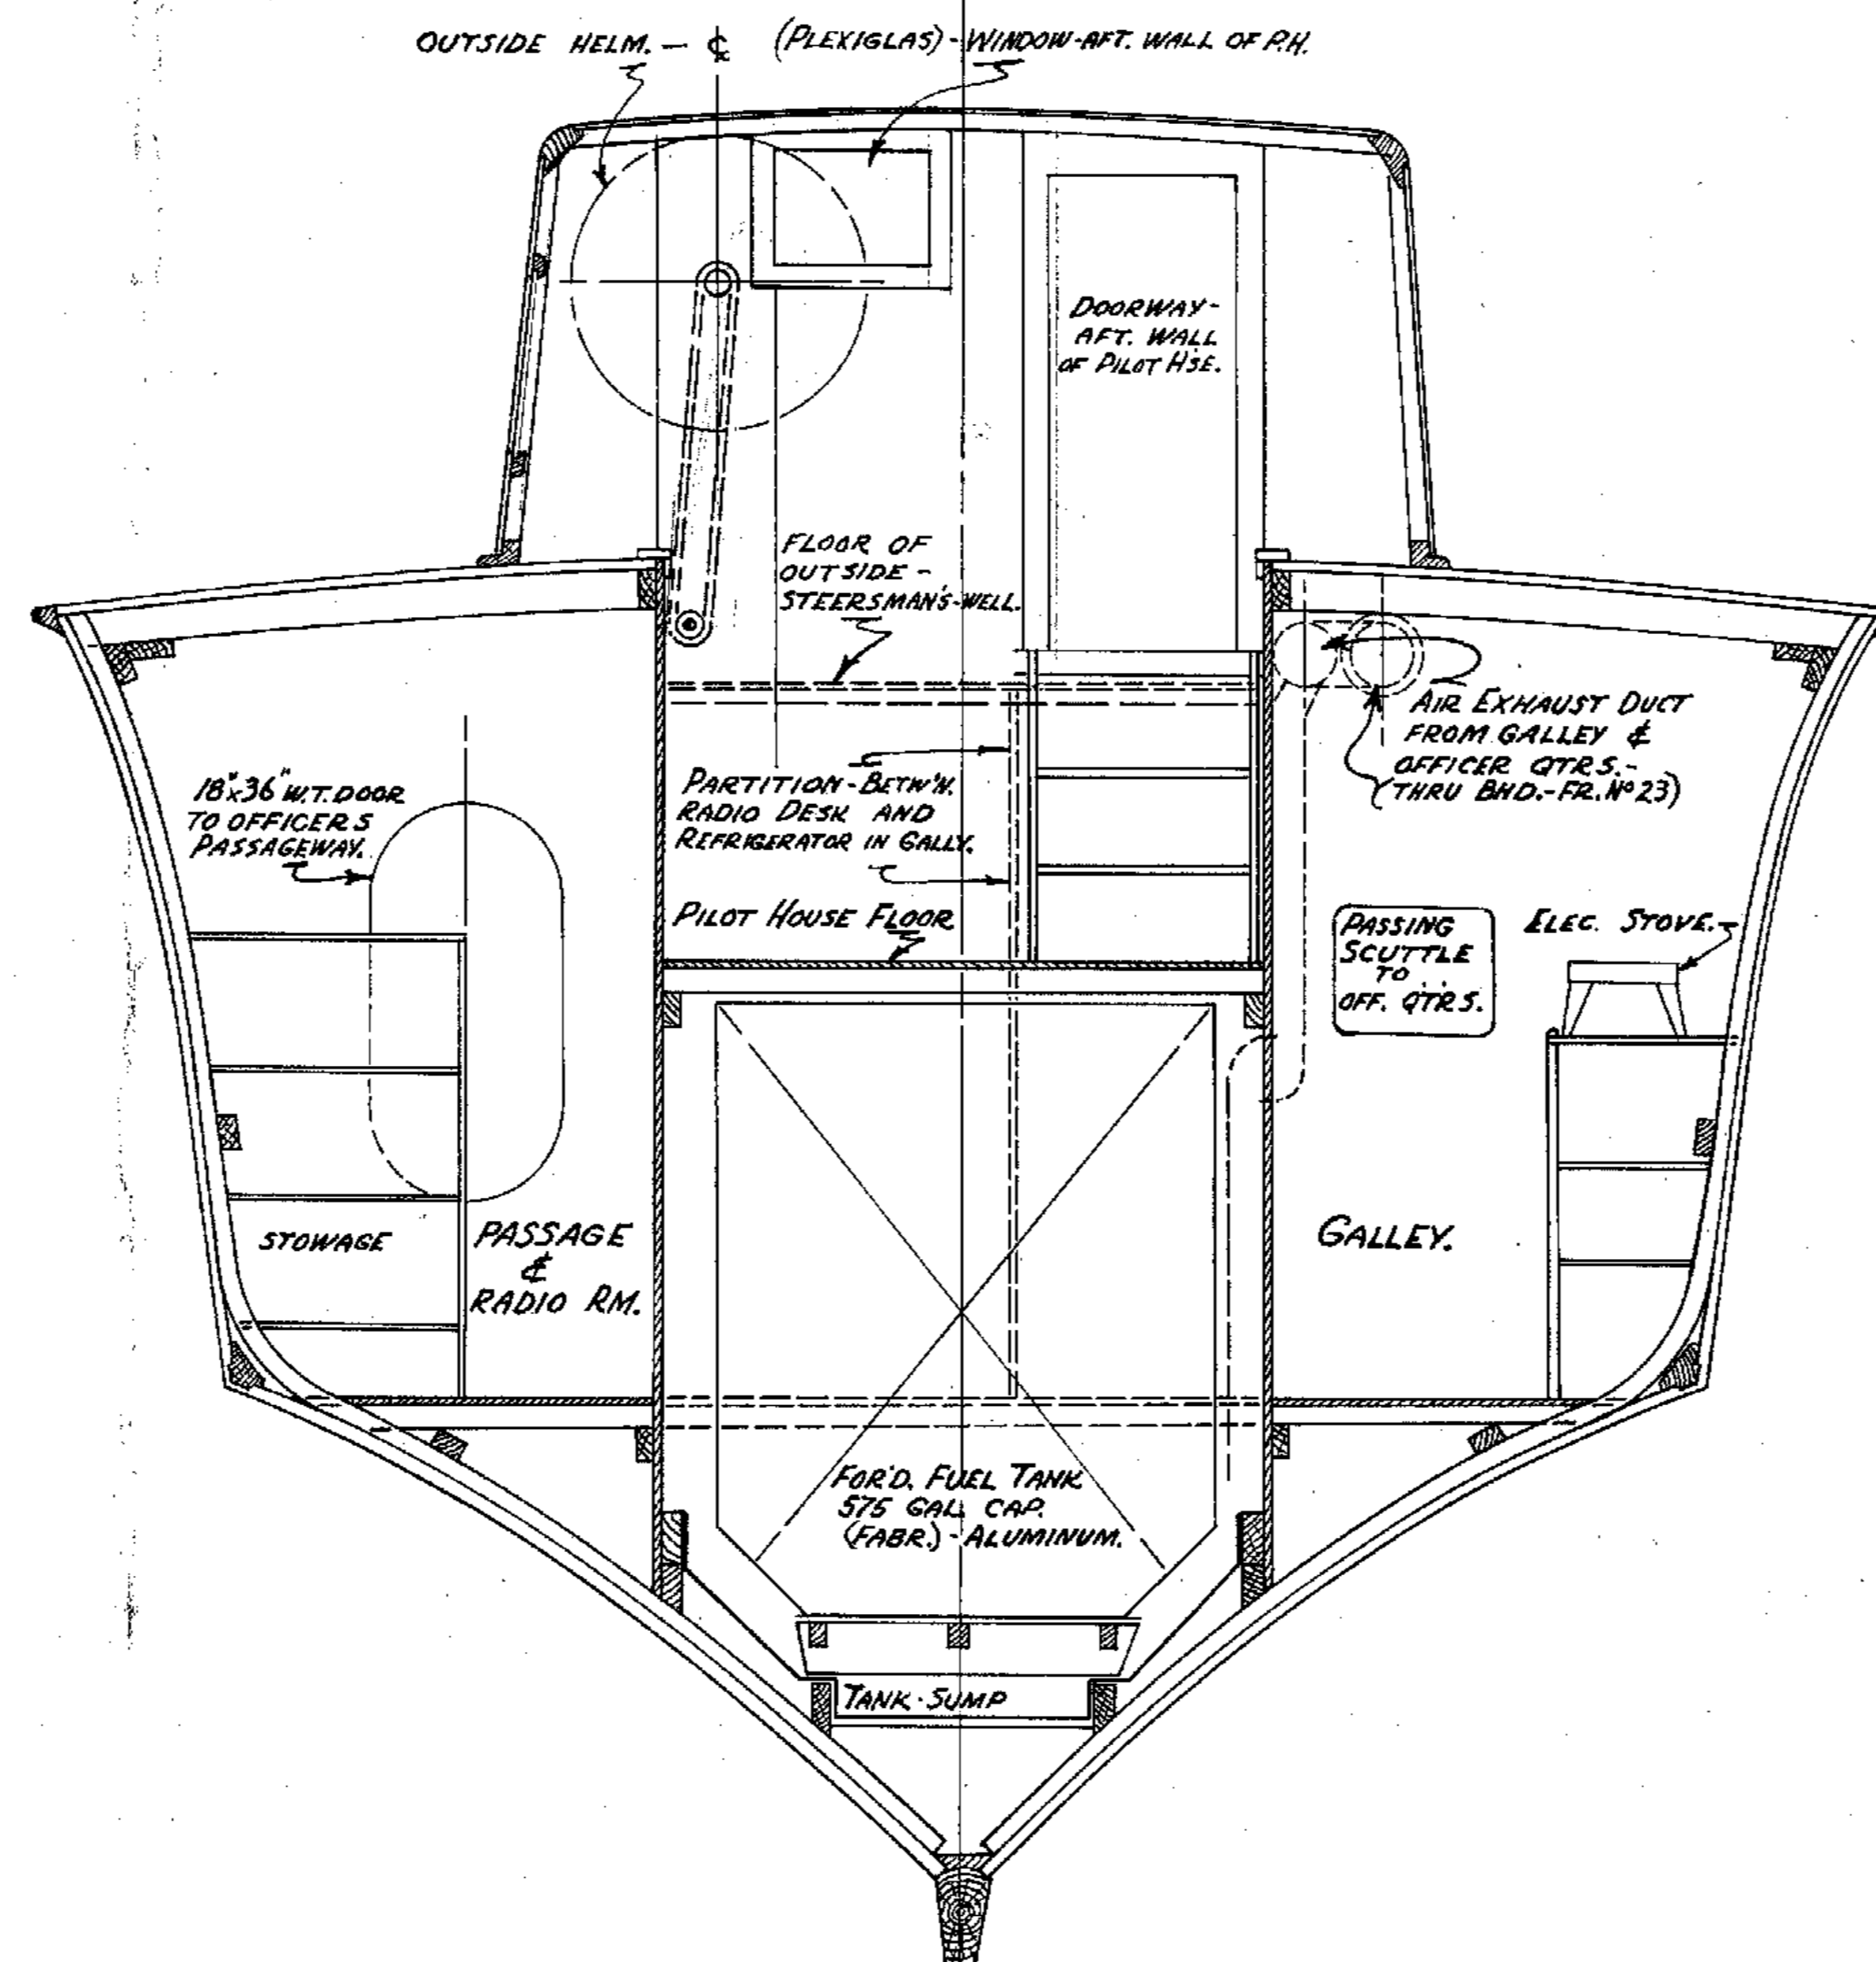 OUTSIDE HELM. — ℄ (PLEXIGLAS)-WINDOW-AFT. WALL OF P.H.
DOORWAY-
AFT. WALL
OF PILOT HSE.
FLOOR OF
OUTSIDE -
STEERSMAN'S-WELL.
18"x36" W.T. DOOR
TO OFFICERS
PASSAGEWAY.
PARTITION-BETW'N.
RADIO DESK AND
REFRIGERATOR IN GALLY.
PILOT HOUSE FLOOR
AIR EXHAUST DUCT
FROM GALLEY &
OFFICER QTRS.-
(THRU BHD.-FR. Nº 23)
PASSING
SCUTTLE
TO
OFF. QTRS.
ELEC. STOVE.
STOWAGE
PASSAGE
&
RADIO RM.
GALLEY.
FOR'D. FUEL TANK
575 GAL. CAP.
(FABR.)-ALUMINUM.
TANK-SUMP